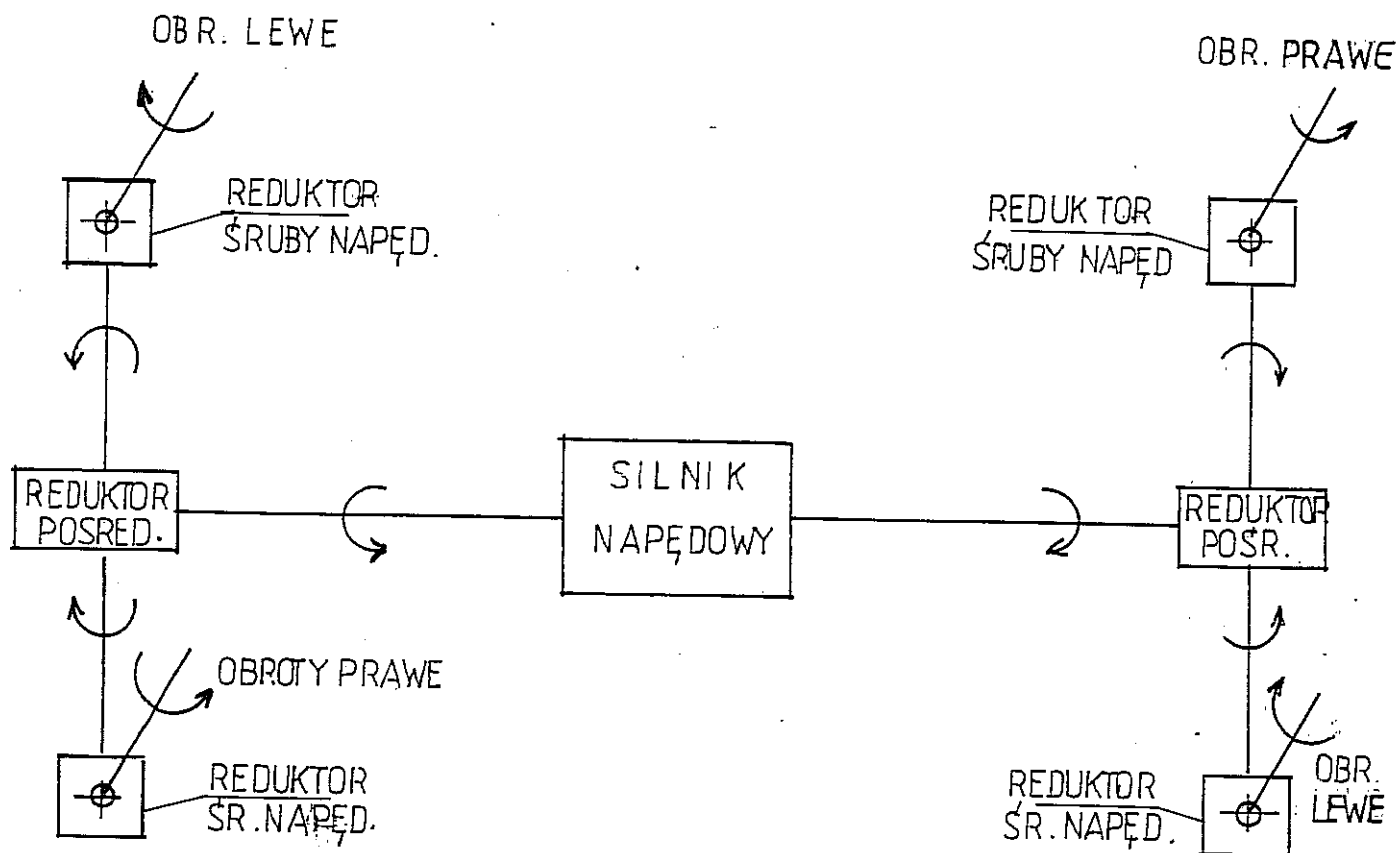 OBR. LEWE
OBR. PRAWE
REDUKTOR
ŚRUBY NAPĘD.
REDUKTOR
ŚRUBY NAPĘD
SILNIK
NAPĘDOWY
REDUKTOR
POSRED.
REDUKTOR
POŚR.
OBROTY PRAWE
REDUKTOR
ŚR. NAPĘD.
REDUKTOR
ŚR. NAPĘD.
OBR.
LEWE